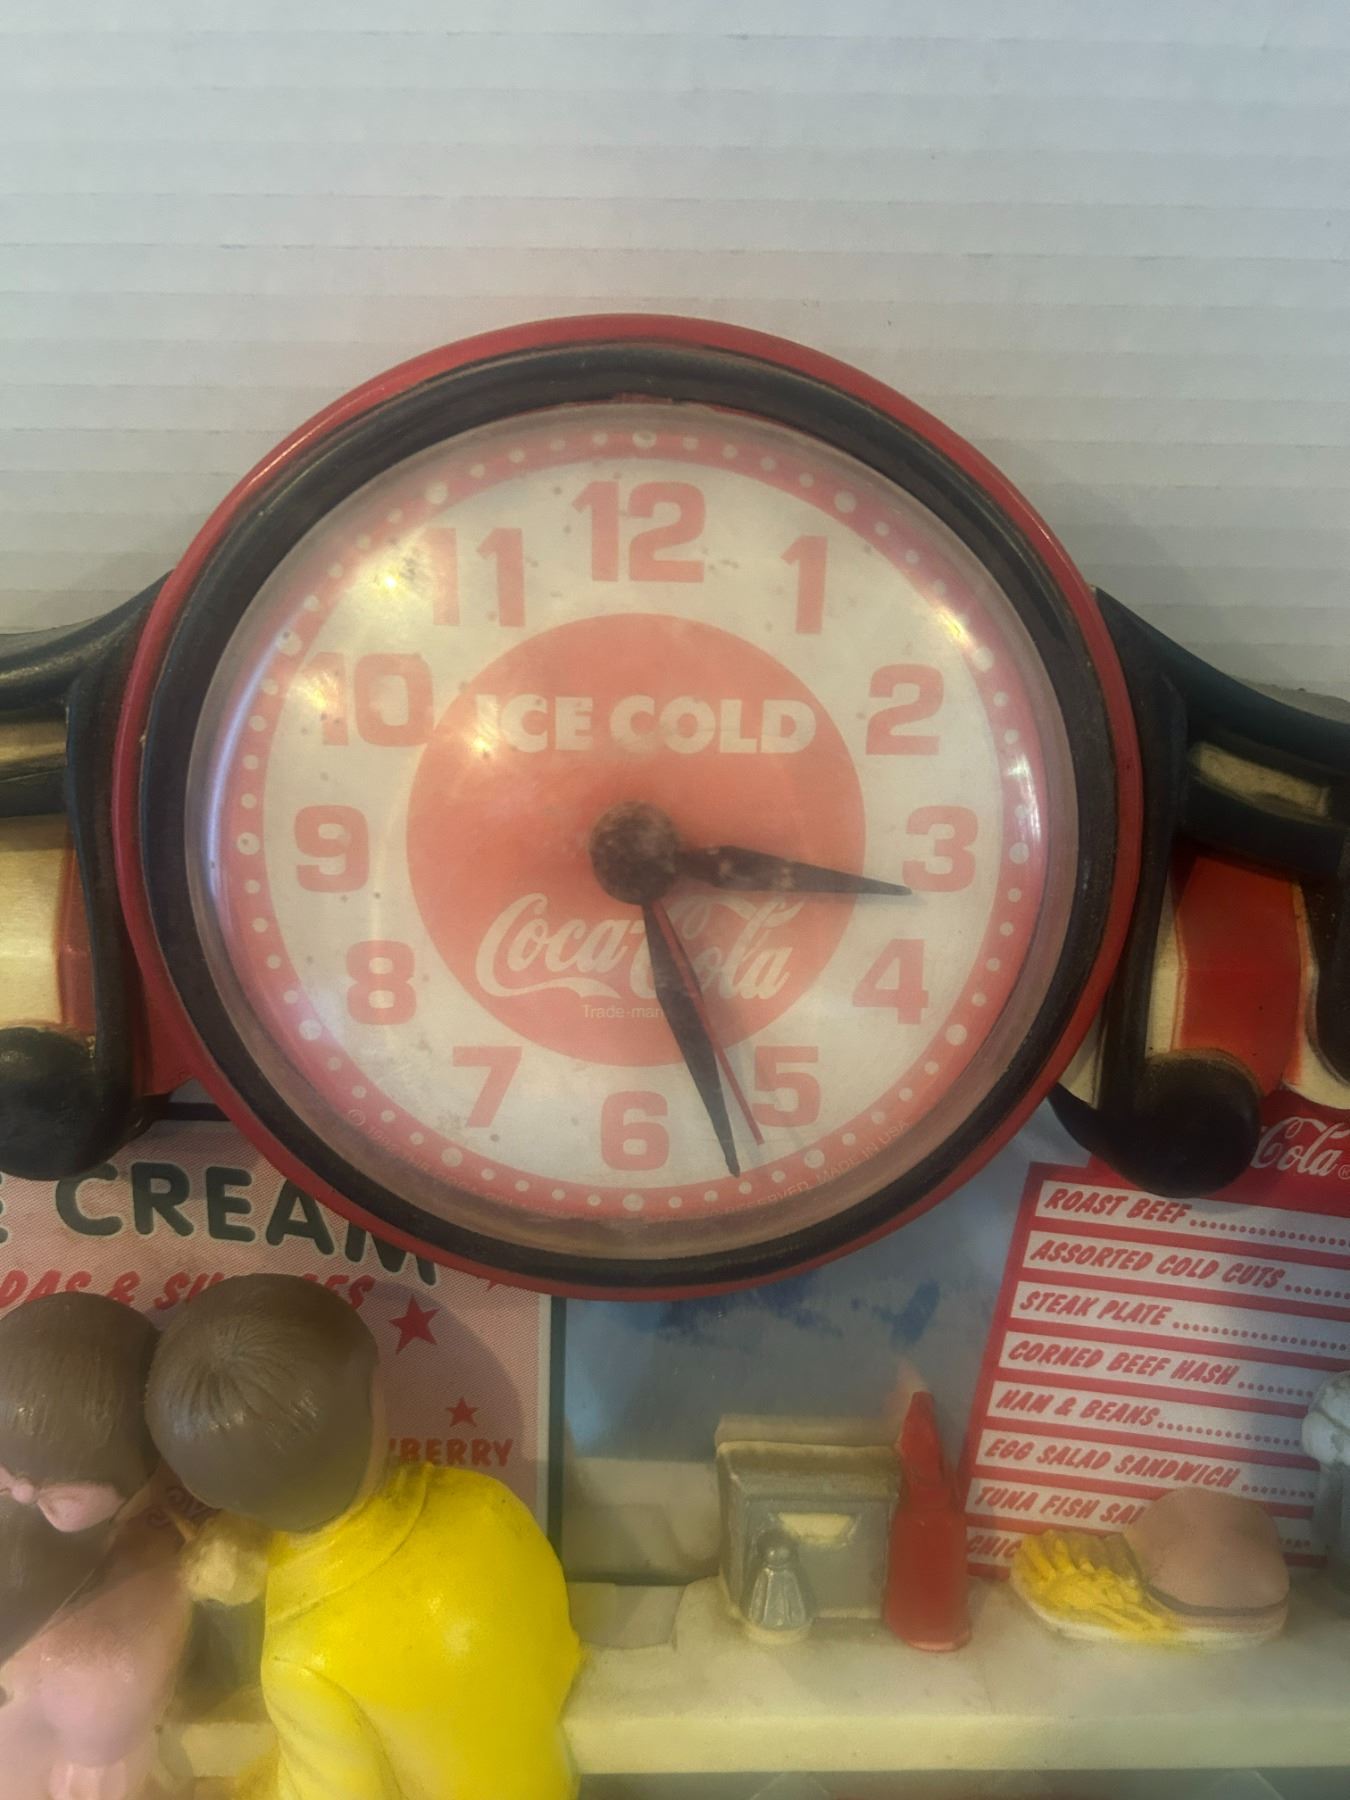 12
11 1
10 2
ICE COLD
9 3
Coca-Cola
8 4
Trade-mar
7 5
6
MADE IN USA
CREAM
& 
BERRY
Cola®
ROAST BEEF
ASSORTED COLD CUTS
STEAK PLATE
CORNED BEEF HASH
HAM & BEANS
EGG SALAD SANDWICH
TUNA FISH SA
CHIC